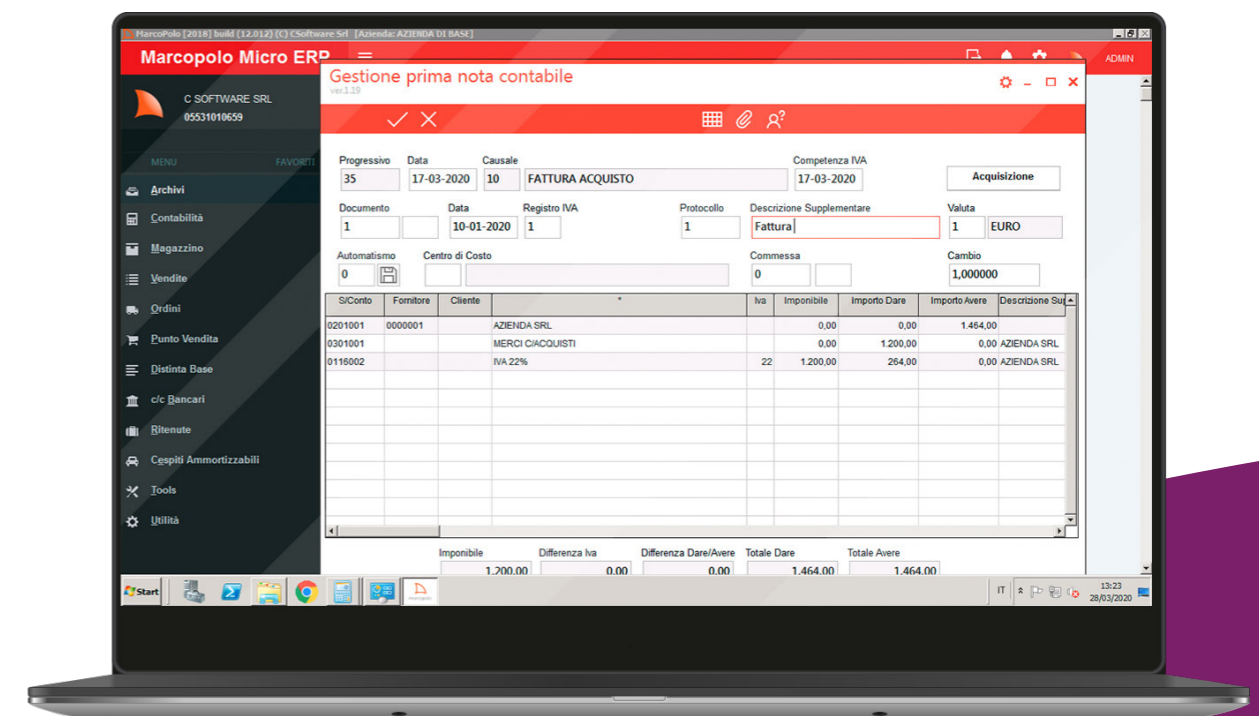 MarcoPolo [2018] build (12.012) (C) CSoftware Srl [Azienda: AZIENDA DI BASE]
Marcopolo Micro ERP
ADMIN
C SOFTWARE SRL
05531010659
MENU FAVORITI
Archivi
Contabilità
Magazzino
Vendite
Ordini
Punto Vendita
Distinta Base
c/c Bancari
Ritenute
Cespiti Ammortizzabili
Tools
Utilità
Gestione prima nota contabile
ver.1.19
Progressivo Data Causale Competenza IVA
35 17-03-2020 10 FATTURA ACQUISTO 17-03-2020 Acquisizione
Documento Data Registro IVA Protocollo Descrizione Supplementare Valuta
1 10-01-2020 1 1 Fattura 1 EURO
Automatismo Centro di Costo Commessa Cambio
0 0 1,000000
S/Conto Fornitore Cliente * Iva Imponibile Importo Dare Importo Avere Descrizione Su
0201001 0000001 AZIENDA SRL 0,00 0,00 1.464,00
0301001 MERCI C/ACQUISTI 0,00 1.200,00 0,00 AZIENDA SRL
0116002 IVA 22% 22 1.200,00 264,00 0,00 AZIENDA SRL
Imponibile Differenza Iva Differenza Dare/Avere Totale Dare Totale Avere
1.200,00 0,00 0,00 1.464,00 1.464,00
Start IT 13:23
28/03/2020